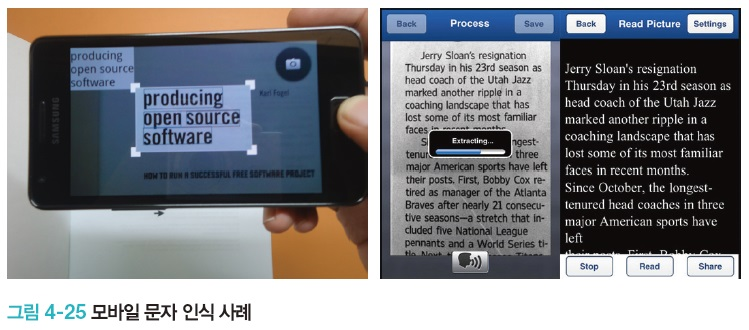 producing
open source
software
producing
open source
software
Karl Fogel
HOW TO RUN A SUCCESSFUL FREE SOFTWARE PROJECT
SAMSUNG
Back Process Save
Jerry Sloan's resignation
Thursday in his 23rd season as
head coach of the Utah Jazz
marked another ripple in a
coaching landscape that has
lost some of its most familiar
faces in recent months.
Extracting...
longest-
three
major American sports have left
their posts. First, Bobby Cox re-
tired as manager of the Atlanta
Braves after nearly 21 consecu-
tive seasons—a stretch that in-
cluded five National League
pennants and a World Series ti-
Back Read Picture Settings
Jerry Sloan's resignation
Thursday in his 23rd season as
head coach of the Utah Jazz
marked another ripple in a
coaching landscape that has
lost some of its most familiar
faces in recent months.
Since October, the longest-
tenured head coaches in three
major American sports have
left
their posts. First, Bobby Cox
Stop Read Share
그림 4-25 모바일 문자 인식 사례